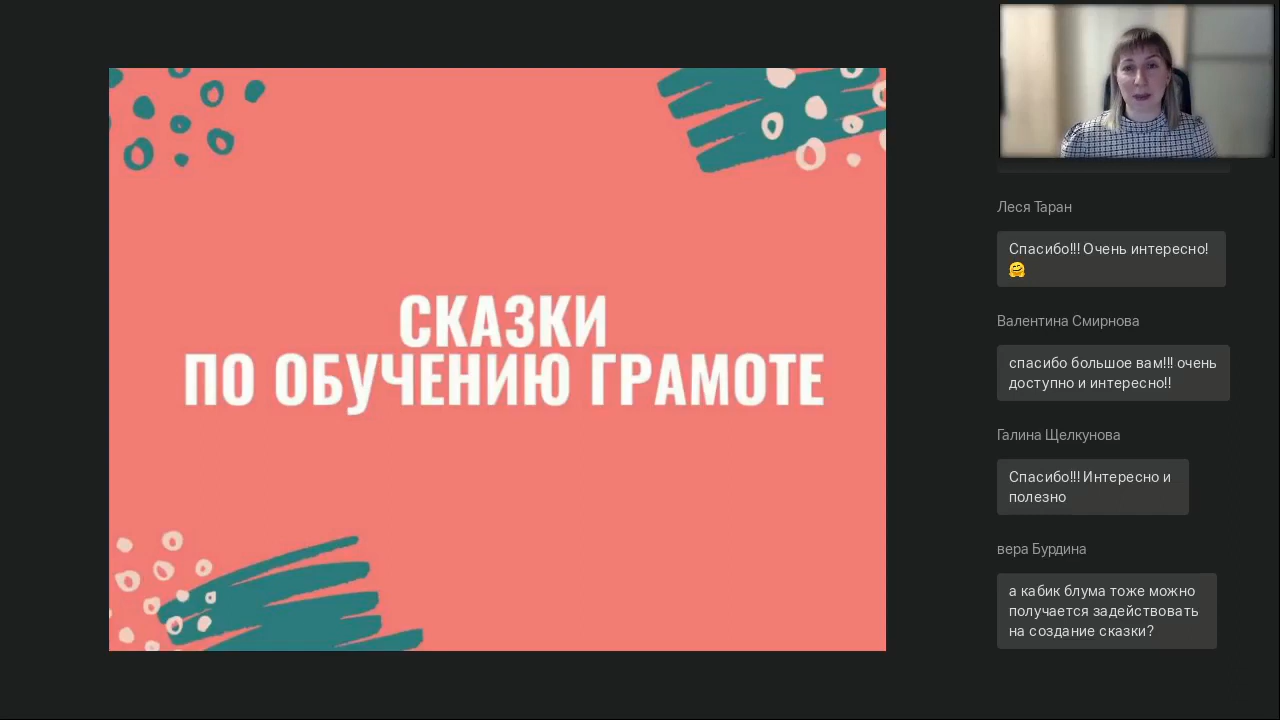 СКАЗКИ
ПО ОБУЧЕНИЮ ГРАМОТЕ
Леся Таран
Спасибо!!! Очень интересно!
🤗
Валентина Смирнова
спасибо большое вам!!! очень
доступно и интересно!!
Галина Щелкунова
Спасибо!!! Интересно и
полезно
вера Бурдина
а кабик блума тоже можно
получается задействовать
на создание сказки?